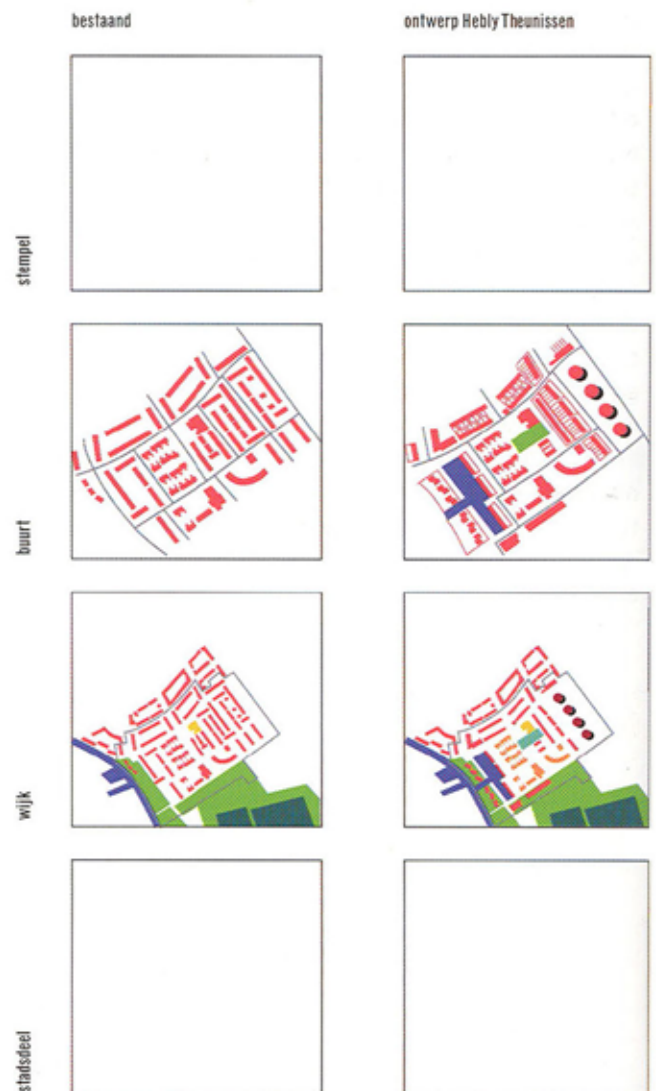 bestaand
ontwerp Hebly Theunissen
stempel
buurt
wijk
stadsdeel